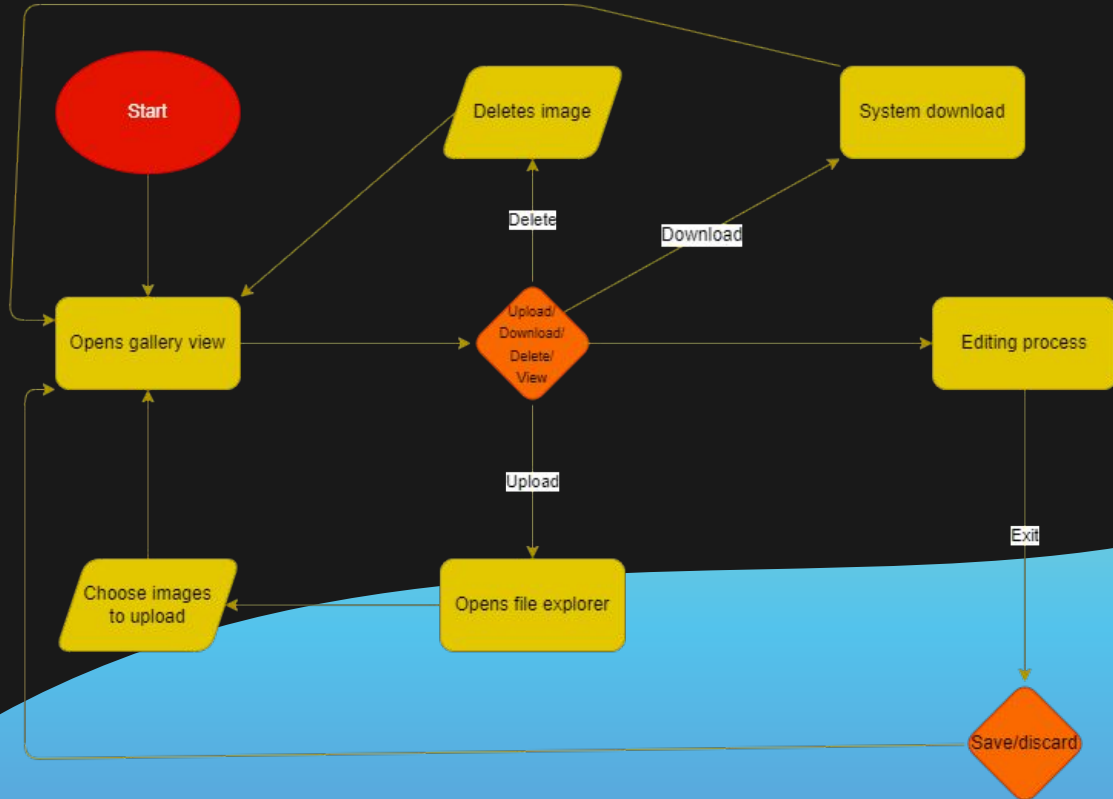 Start
Deletes image
System download
Delete
Download
Opens gallery view
Upload/
Download/
Delete/
View
Editing process
Upload
Exit
Choose images
to upload
Opens file explorer
Save/discard